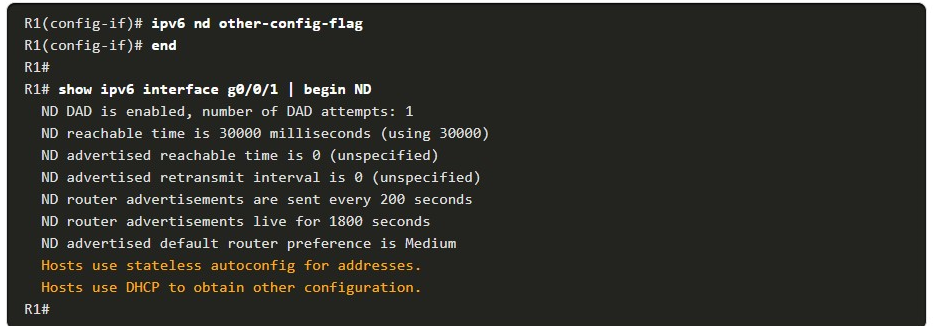 R1(config-if)# ipv6 nd other-config-flag
R1(config-if)# end
R1#
R1# show ipv6 interface g0/0/1 | begin ND
ND DAD is enabled, number of DAD attempts: 1
ND reachable time is 30000 milliseconds (using 30000)
ND advertised reachable time is 0 (unspecified)
ND advertised retransmit interval is 0 (unspecified)
ND router advertisements are sent every 200 seconds
ND router advertisements live for 1800 seconds
ND advertised default router preference is Medium
Hosts use stateless autoconfig for addresses.
Hosts use DHCP to obtain other configuration.
R1#